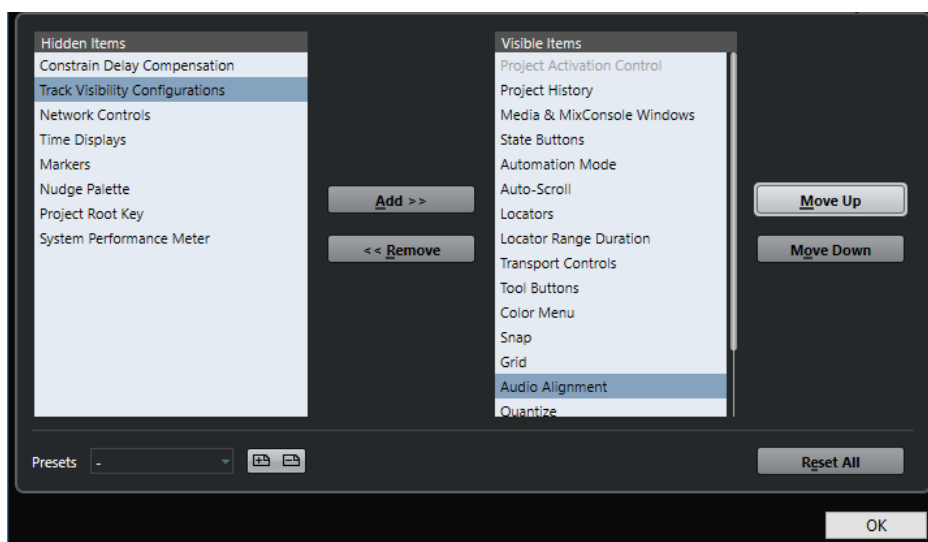 Hidden Items
Constrain Delay Compensation
Track Visibility Configurations
Network Controls
Time Displays
Markers
Nudge Palette
Project Root Key
System Performance Meter
Add >>
<< Remove
Visible Items
Project Activation Control
Project History
Media & MixConsole Windows
State Buttons
Automation Mode
Auto-Scroll
Locators
Locator Range Duration
Transport Controls
Tool Buttons
Color Menu
Snap
Grid
Audio Alignment
Quantize
Move Up
Move Down
Presets -
Reset All
OK